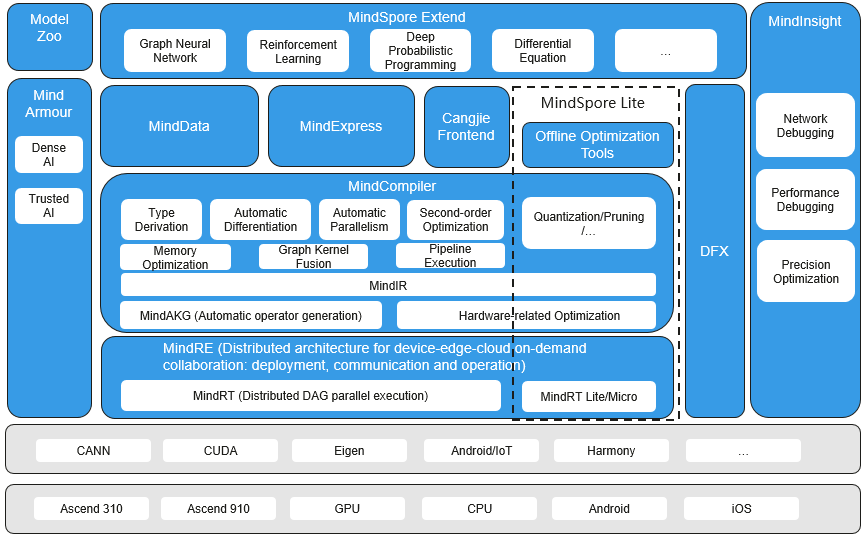 Model
Zoo
MindSpore Extend
Graph Neural
Network
Reinforcement
Learning
Deep
Probabilistic
Programming
Differential
Equation
...
MindInsight
Network
Debugging
Performance
Debugging
Precision
Optimization
Mind
Armour
Dense
AI
Trusted
AI
MindData
MindExpress
Cangjie
Frontend
MindSpore Lite
Offline Optimization
Tools
DFX
MindCompiler
Type
Derivation
Automatic
Differentiation
Automatic
Parallelism
Second-order
Optimization
Quantization/Pruning
/...
Memory
Optimization
Graph Kernel
Fusion
Pipeline
Execution
MindIR
MindAKG (Automatic operator generation)
Hardware-related Optimization
MindRE (Distributed architecture for device-edge-cloud on-demand
collaboration: deployment, communication and operation)
MindRT (Distributed DAG parallel execution)
MindRT Lite/Micro
CANN
CUDA
Eigen
Android/IoT
Harmony
...
Ascend 310
Ascend 910
GPU
CPU
Android
iOS